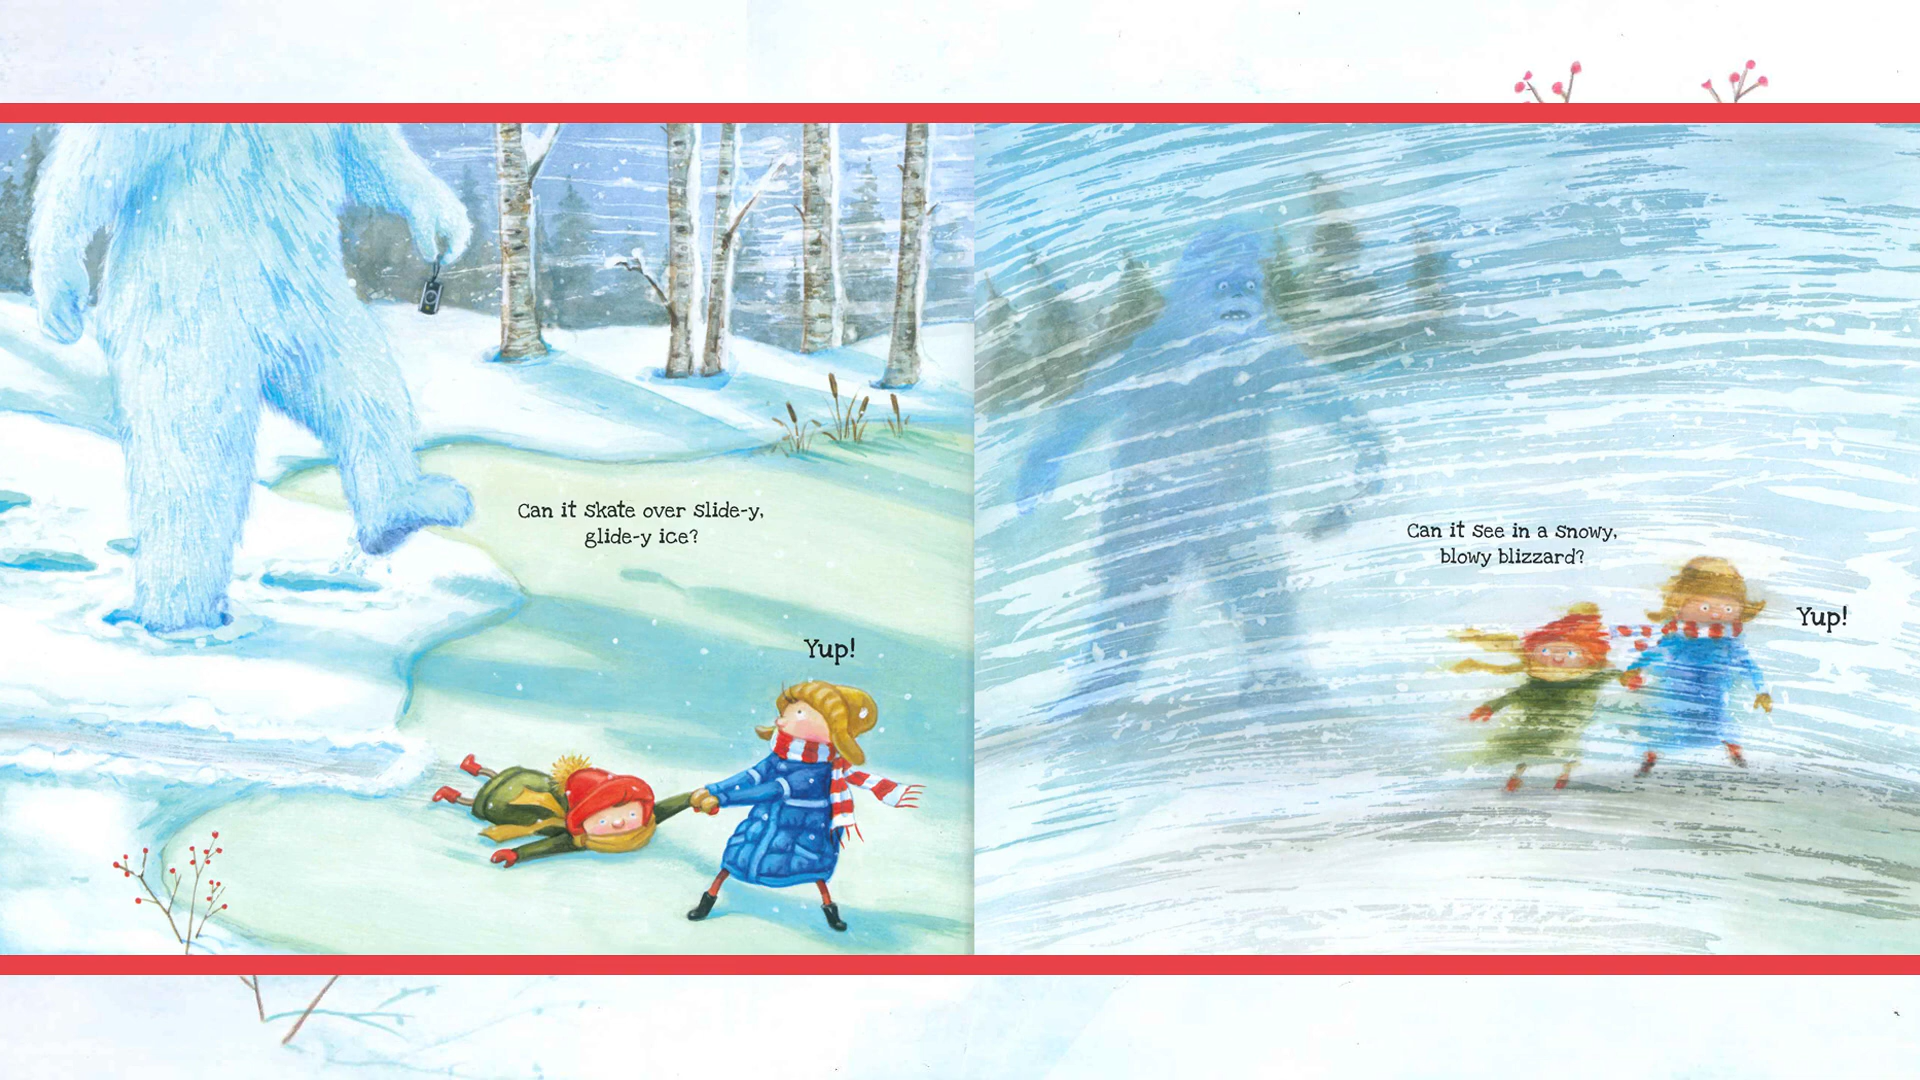 Can it skate over slide-y,
glide-y ice?
Yup!
Can it see in a snowy,
blowy blizzard?
Yup!